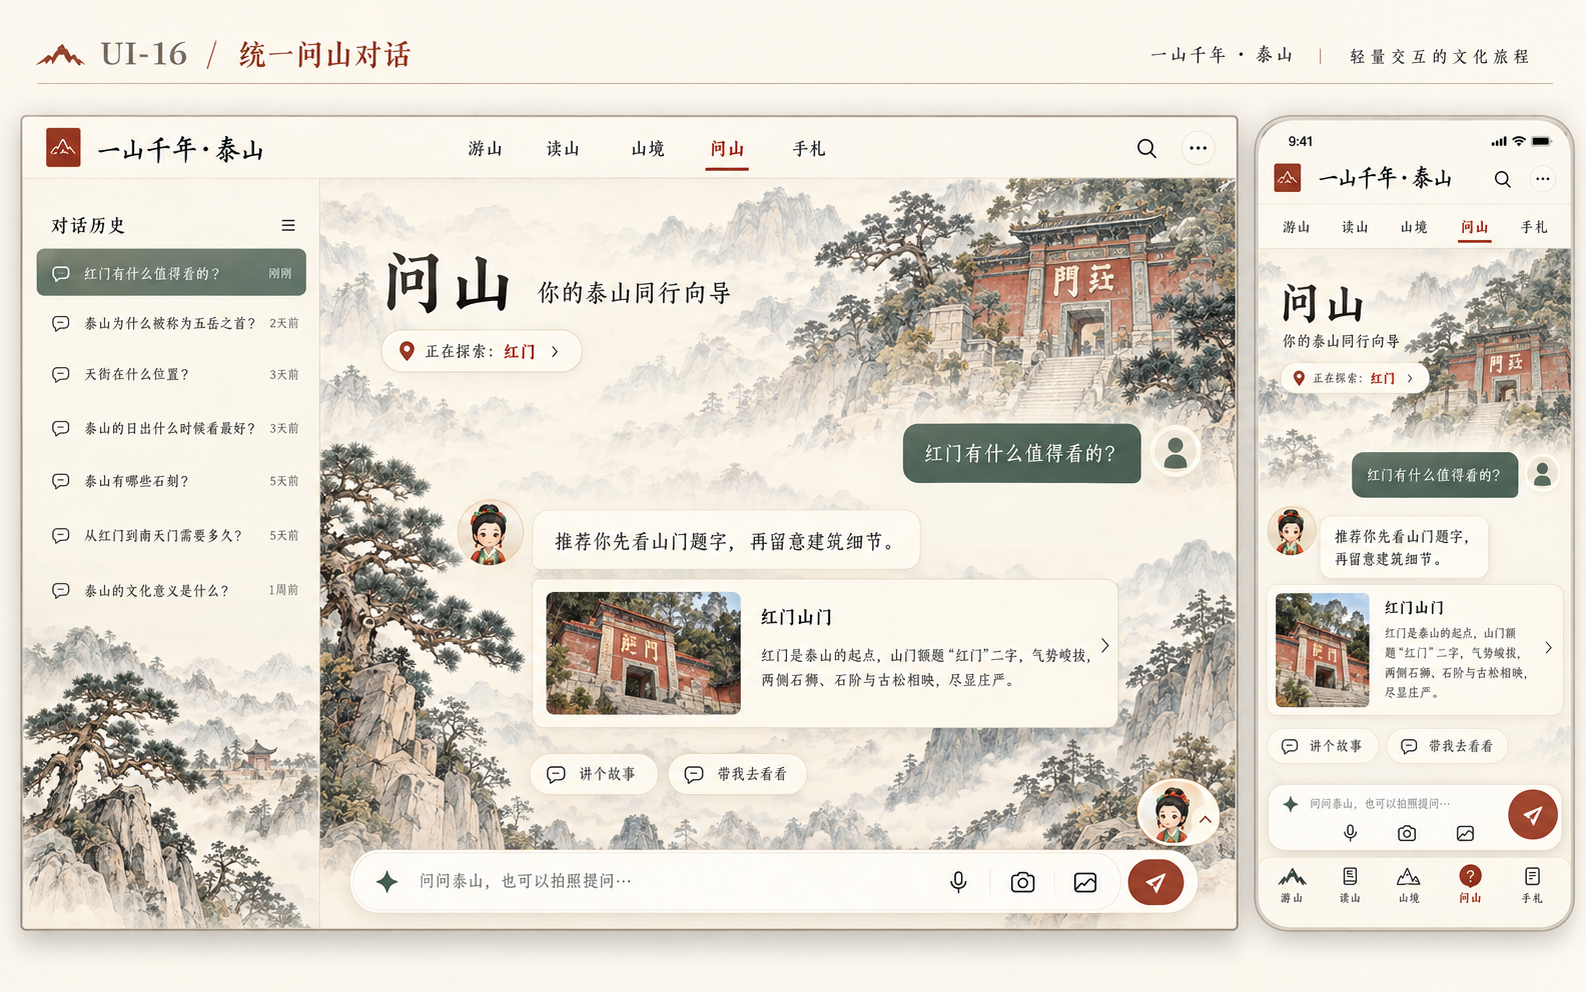 UI-16 / 统一问山对话
一山千年·泰山 | 轻量交互的文化旅程
一山千年·泰山
游山 读山 山境 问山 手札
对话历史
红门有什么值得看的？ 刚刚
泰山为什么被称为五岳之首？ 2天前
天街在什么位置？ 3天前
泰山的日出什么时候看最好？ 3天前
泰山有哪些石刻？ 5天前
从红门到南天门需要多久？ 5天前
泰山的文化意义是什么？ 1周前
問 山 你的泰山同行向导
正在探索：红门
红门有什么值得看的？
推荐你先看山门题字，再留意建筑细节。
红门山门
红门是泰山的起点，山门额题“红门”二字，气势峻拔，
两侧石狮、石阶与古松相映，尽显庄严。
讲个故事 带我去看看
问问泰山，也可以拍照提问…
9:41
一山千年·泰山
游山 读山 山境 问山 手札
问山
你的泰山同行向导
正在探索：红门
红门有什么值得看的？
推荐你先看山门题字，
再留意建筑细节。
红门山门
红门是泰山的起点，山门额
题“红门”二字，气势峻拔，
两侧石狮、石阶与古松相映，
尽显庄严。
讲个故事 带我去看看
问问泰山，也可以拍照提问…
游山 读山 山境 问山 手札